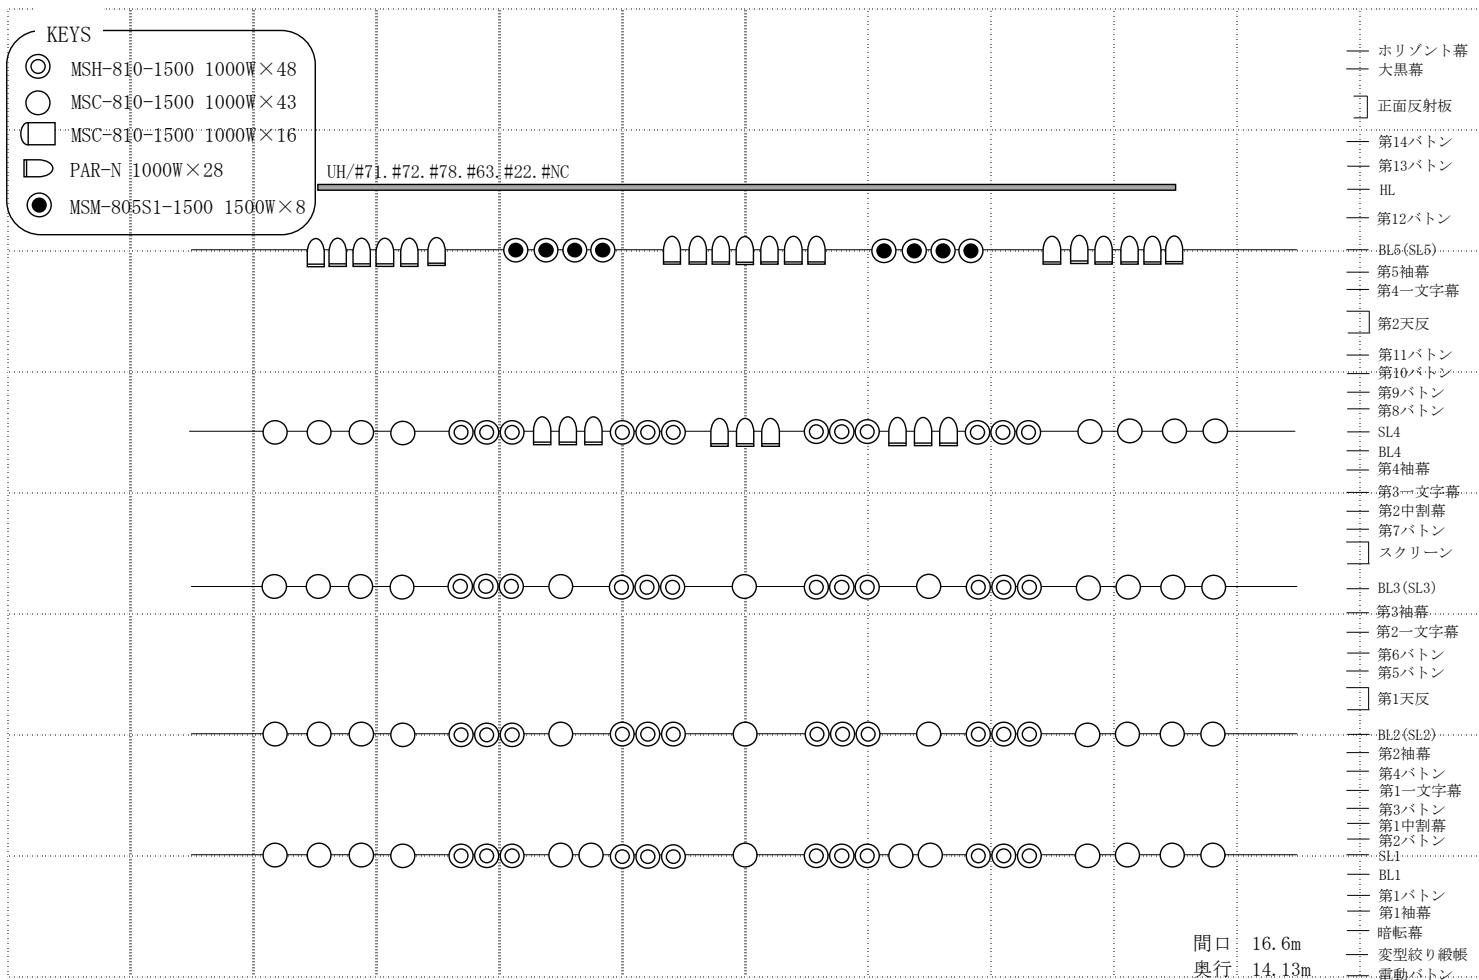 KEYS
MSH-810-1500 1000W×48
MSC-810-1500 1000W×43
MSC-810-1500 1000W×16
PAR-N 1000W×28
MSM-805S1-1500 1500W×8
UH/#71.#72.#78.#63.#22.#NC
ホリゾント幕
大黒幕
正面反射板
第14バトン
第13バトン
HL
第12バトン
BL5(SL5)
第5袖幕
第4一文字幕
第2天反
第11バトン
第10バトン
第9バトン
第8バトン
SL4
BL4
第4袖幕
第3一文字幕
第2中割幕
第7バトン
スクリーン
BL3(SL3)
第3袖幕
第2一文字幕
第6バトン
第5バトン
第1天反
BL2(SL2)
第2袖幕
第4バトン
第1一文字幕
第3バトン
第1中割幕
第2バトン
SL1
BL1
第1バトン
第1袖幕
暗転幕
変型絞り緞帳
電動バトン
間口 16.6m
奥行 14.13m